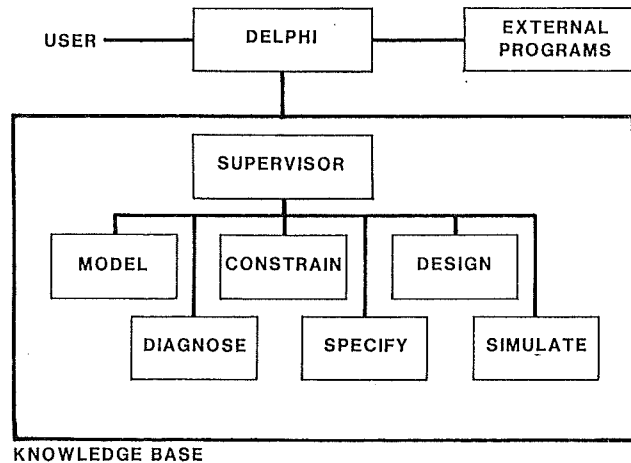 USER
DELPHI
EXTERNAL
PROGRAMS
SUPERVISOR
MODEL
CONSTRAIN
DESIGN
DIAGNOSE
SPECIFY
SIMULATE
KNOWLEDGE BASE